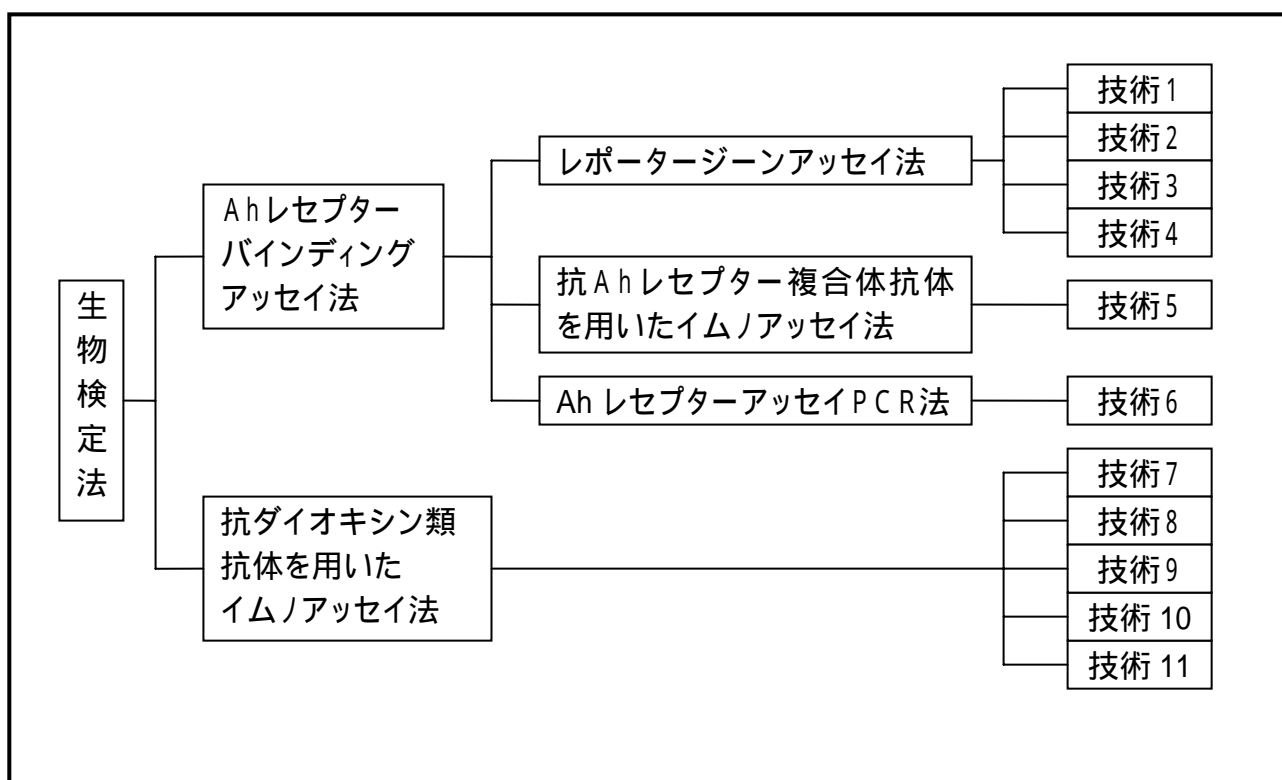 生物検定法
Ahレセプター
バインディング
アッセイ法
レポータージーンアッセイ法
技術1
技術2
技術3
技術4
抗Ahレセプター複合体抗体
を用いたイムノアッセイ法
技術5
Ahレセプターアッセイ PCR法
技術6
抗ダイオキシン類
抗体を用いた
イムノアッセイ法
技術7
技術8
技術9
技術10
技術11